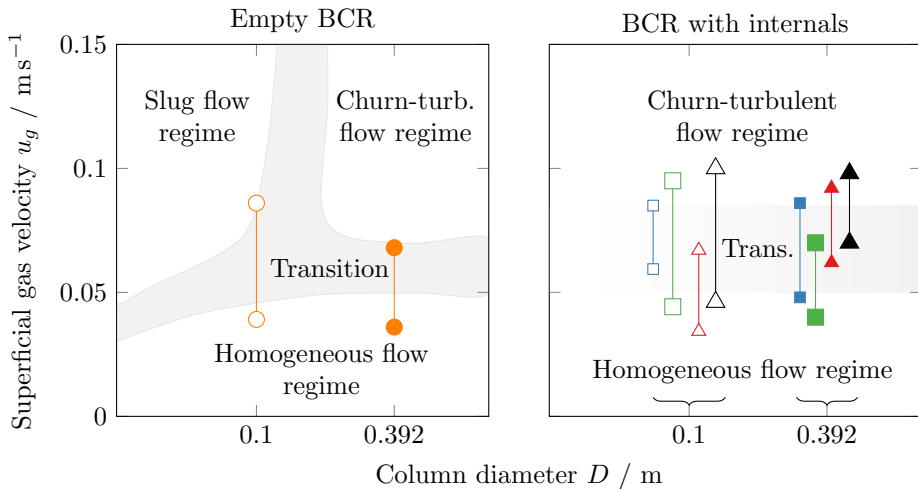 Empty BCR
BCR with internals
Superficial gas velocity u_g / m s⁻¹
0.15
0.1
0.05
0
Slug flow
regime
Churn-turb.
flow regime
Transition
Homogeneous flow
regime
Churn-turbulent
flow regime
Trans.
Homogeneous flow regime
0.1
0.392
0.1
0.392
Column diameter D / m